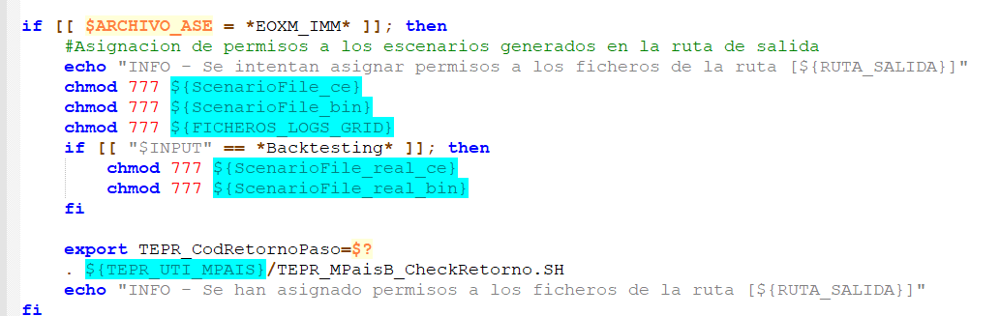 if [[ $ARCHIVO_ASE = *EOXM_IMM* ]]; then
#Asignacion de permisos a los escenarios generados en la ruta de salida
echo "INFO - Se intentan asignar permisos a los ficheros de la ruta [${RUTA_SALIDA}]"
chmod 777 ${ScenarioFile_ce}
chmod 777 ${ScenarioFile_bin}
chmod 777 ${FICHEROS_LOGS_GRID}
if [[ "$INPUT" == *Backtesting* ]]; then
chmod 777 ${ScenarioFile_real_ce}
chmod 777 ${ScenarioFile_real_bin}
fi
export TEPR_CodRetornoPaso=$?
. ${TEPR_UTI_MPAIS}/TEPR_MPaisB_CheckRetorno.SH
echo "INFO - Se han asignado permisos a los ficheros de la ruta [${RUTA_SALIDA}]"
fi